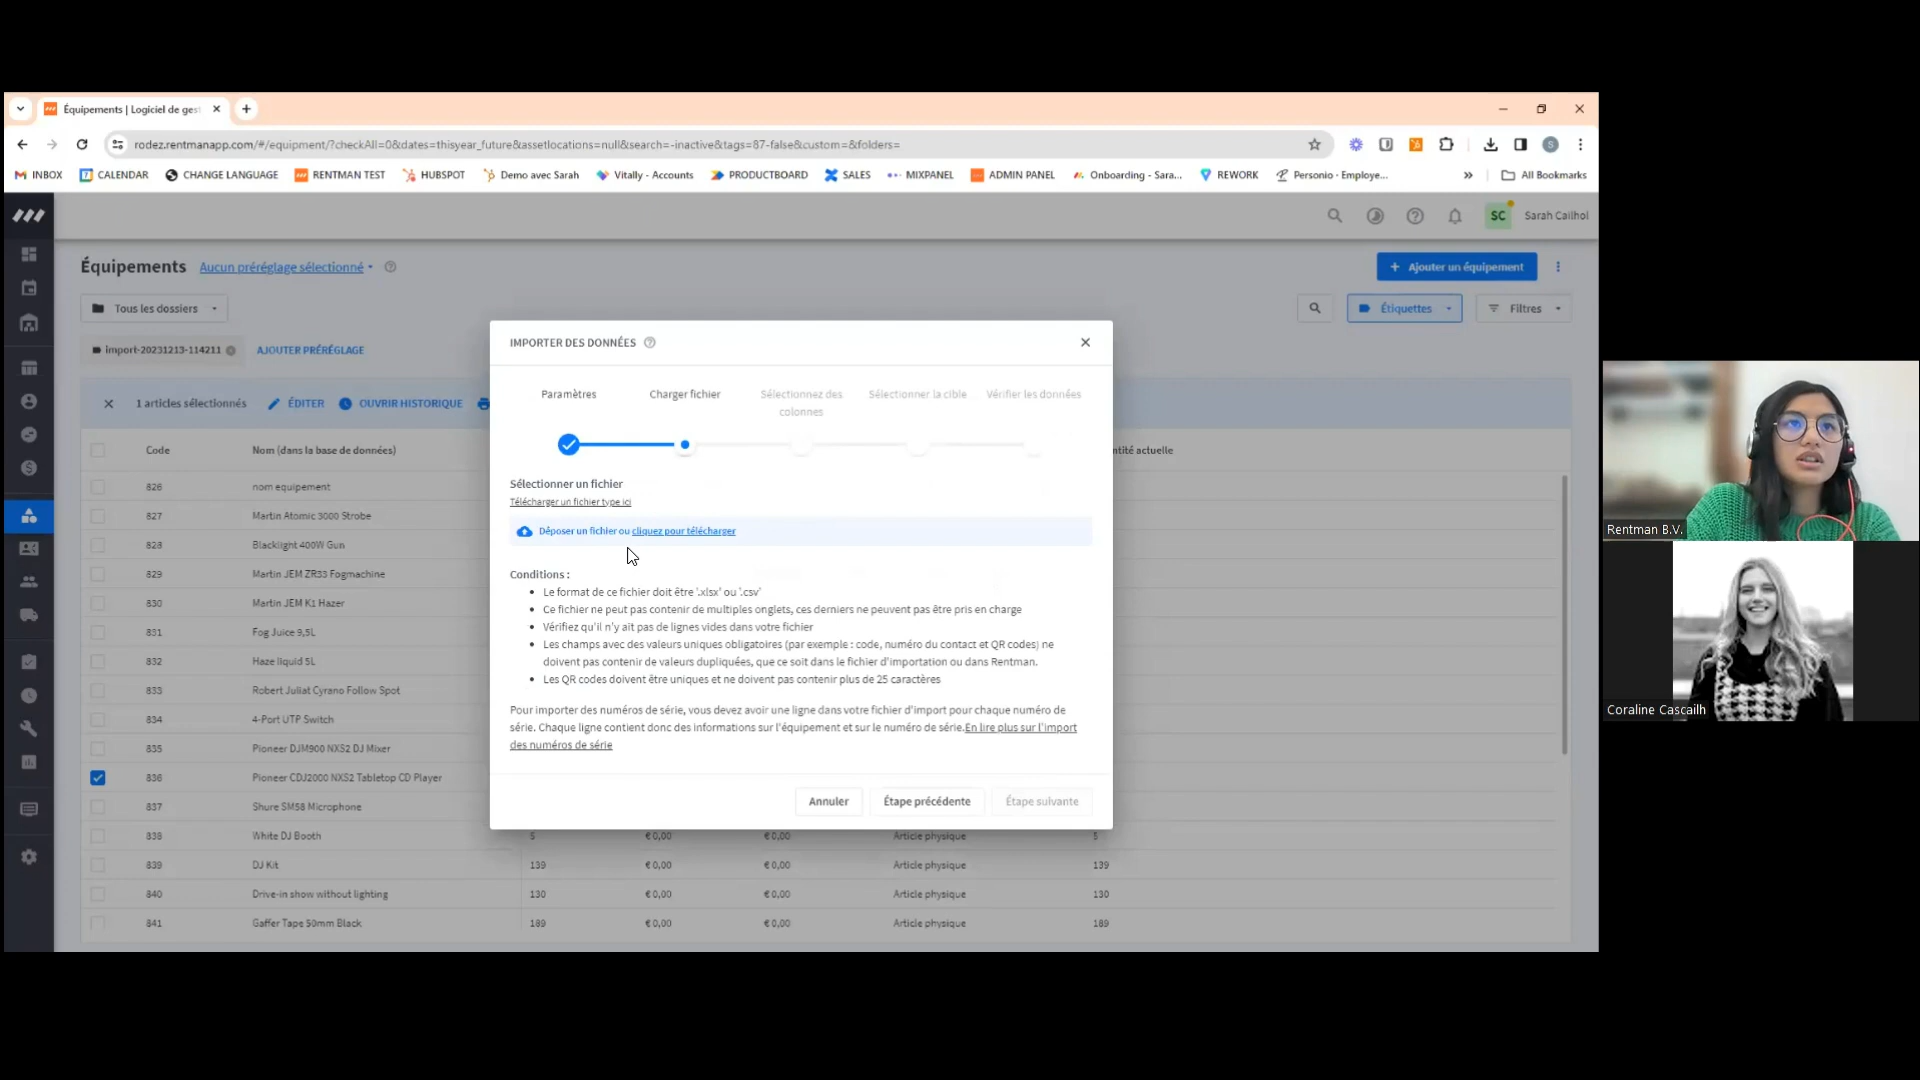 Équipements | Logiciel de ges
rodez.rentmanapp.com/#/equipment/?checkAll=0&dates=thisyear_future&assetlocations=null&search=-inactive&tags=87-false&custom=&folders=
INBOX CALENDAR CHANGE LANGUAGE RENTMAN TEST HUBSPOT Demo avec Sarah Vitally - Accounts PRODUCTBOARD SALES MIXPANEL ADMIN PANEL Onboarding - Sara... REWORK Personio - Employe... » All Bookmarks
SC Sarah Cailhol
Équipements Aucun préréglage sélectionné + Ajouter un équipement
Tous les dossiers Étiquettes Filtres
import-20231213-114211 AJOUTER PRÉRÉGLAGE
1 articles sélectionnés ÉDITER OUVRIR HISTORIQUE
Code Nom (dans la base de données) ntité actuelle
826 nom equipement
827 Martin Atomic 3000 Strobe
828 Blacklight 400W Gun
829 Martin JEM ZR33 Fogmachine
830 Martin JEM K1 Hazer
831 Fog Juice 9,5L
832 Haze liquid 5L
833 Robert Juliat Cyrano Follow Spot
834 4-Port UTP Switch
835 Pioneer DJM900 NXS2 DJ Mixer
836 Pioneer CDJ2000 NXS2 Tabletop CD Player
837 Shure SM58 Microphone
838 White DJ Booth 5 € 0,00 € 0,00 Article physique 5
839 DJ Kit 139 € 0,00 € 0,00 Article physique 139
840 Drive-in show without lighting 130 € 0,00 € 0,00 Article physique 130
841 Gaffer Tape 50mm Black 189 € 0,00 € 0,00 Article physique 189
IMPORTER DES DONNÉES
Paramètres Charger fichier Sélectionnez des colonnes Sélectionner la cible Vérifier les données
Sélectionner un fichier
Télécharger un fichier type ici
Déposer un fichier ou cliquez pour télécharger
Conditions :
• Le format de ce fichier doit être '.xlsx' ou '.csv'
• Ce fichier ne peut pas contenir de multiples onglets, ces derniers ne peuvent pas être pris en charge
• Vérifiez qu'il n'y ait pas de lignes vides dans votre fichier
• Les champs avec des valeurs uniques obligatoires (par exemple : code, numéro du contact et QR codes) ne
doivent pas contenir de valeurs dupliquées, que ce soit dans le fichier d'importation ou dans Rentman.
• Les QR codes doivent être uniques et ne doivent pas contenir plus de 25 caractères
Pour importer des numéros de série, vous devez avoir une ligne dans votre fichier d'import pour chaque numéro de
série. Chaque ligne contient donc des informations sur l'équipement et sur le numéro de série.En lire plus sur l'import
des numéros de série
Annuler Étape précédente Étape suivante
Rentman B.V.
Coraline Cascailh